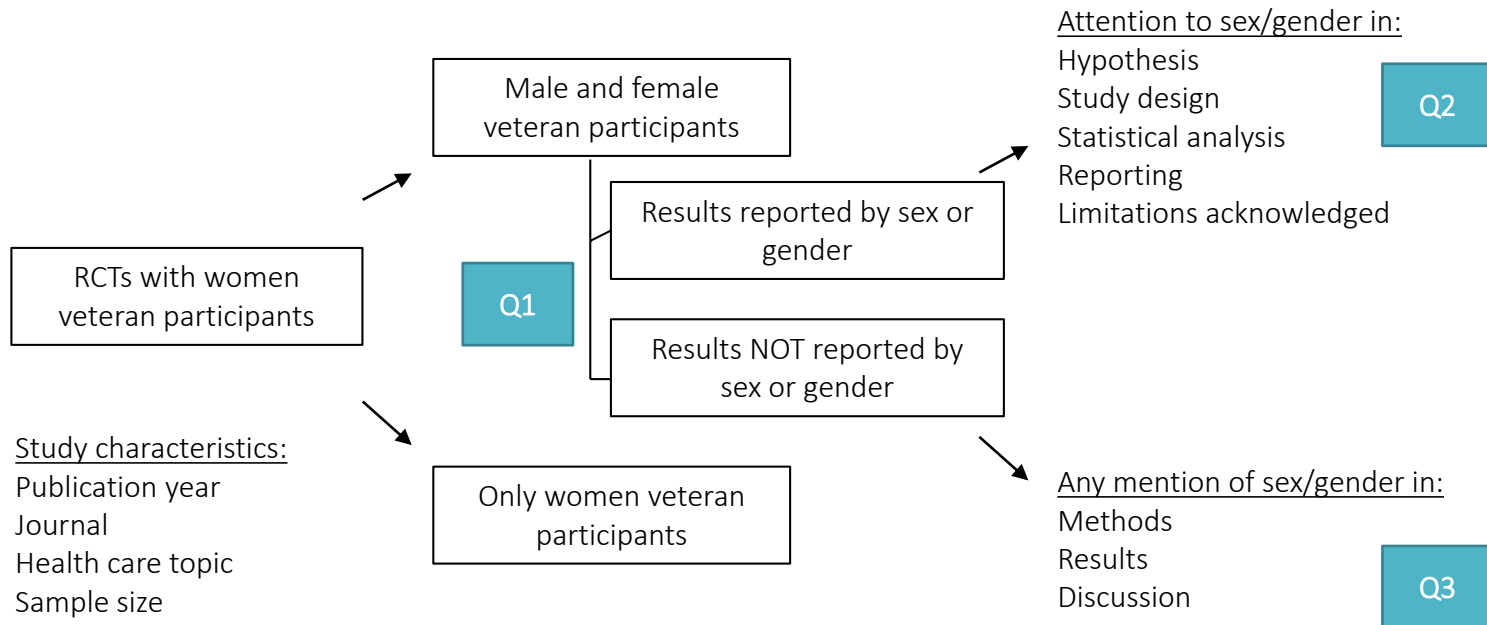 RCTs with women
veteran participants
Study characteristics:
Publication year
Journal
Health care topic
Sample size
Male and female
veteran participants
Q1
Results reported by sex or
gender
Results NOT reported by
sex or gender
Only women veteran
participants
Attention to sex/gender in:
Hypothesis
Study design
Statistical analysis
Reporting
Limitations acknowledged
Q2
Any mention of sex/gender in:
Methods
Results
Discussion
Q3